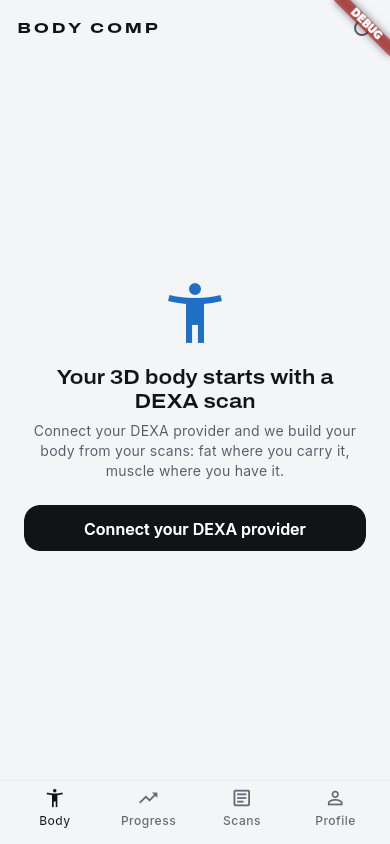 BODY COMP
DEBUG
Your 3D body starts with a
DEXA scan
Connect your DEXA provider and we build your
body from your scans: fat where you carry it,
muscle where you have it.
Connect your DEXA provider
Body
Progress
Scans
Profile